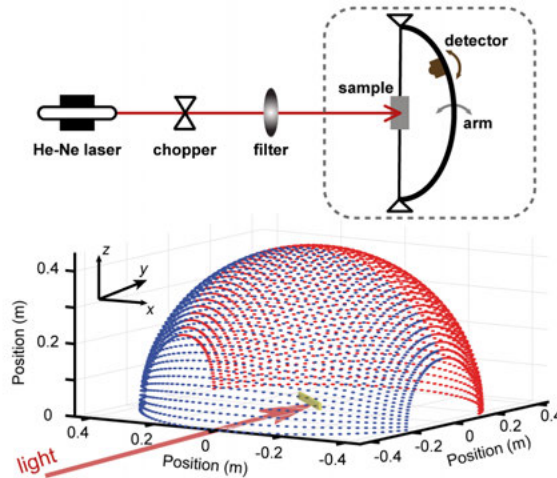 detector
sample
arm
He-Ne laser
chopper
filter
z
y
x
Position (m)
0.4
0.2
0
0.4
0.2
0
-0.2
-0.4
Position (m)
-0.4
-0.2
0
0.2
0.4
Position (m)
light